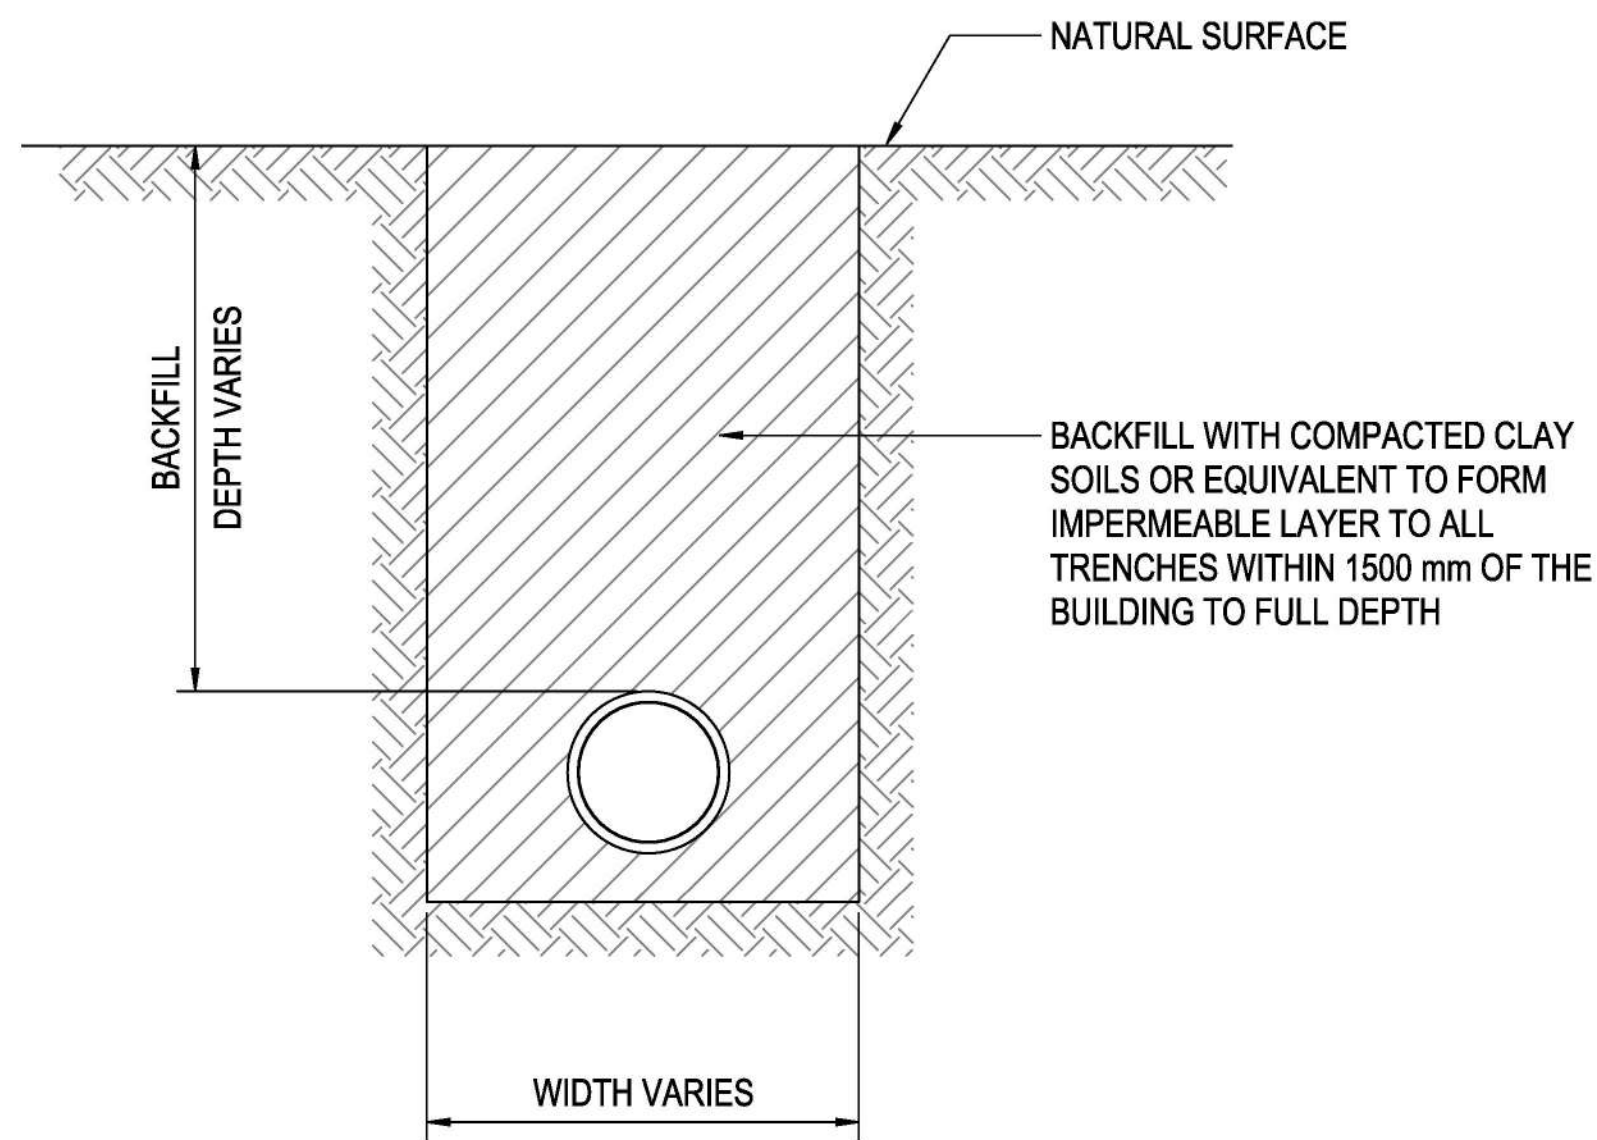 NATURAL SURFACE
BACKFILL
DEPTH VARIES
BACKFILL WITH COMPACTED CLAY
SOILS OR EQUIVALENT TO FORM
IMPERMEABLE LAYER TO ALL
TRENCHES WITHIN 1500 mm OF THE
BUILDING TO FULL DEPTH
WIDTH VARIES